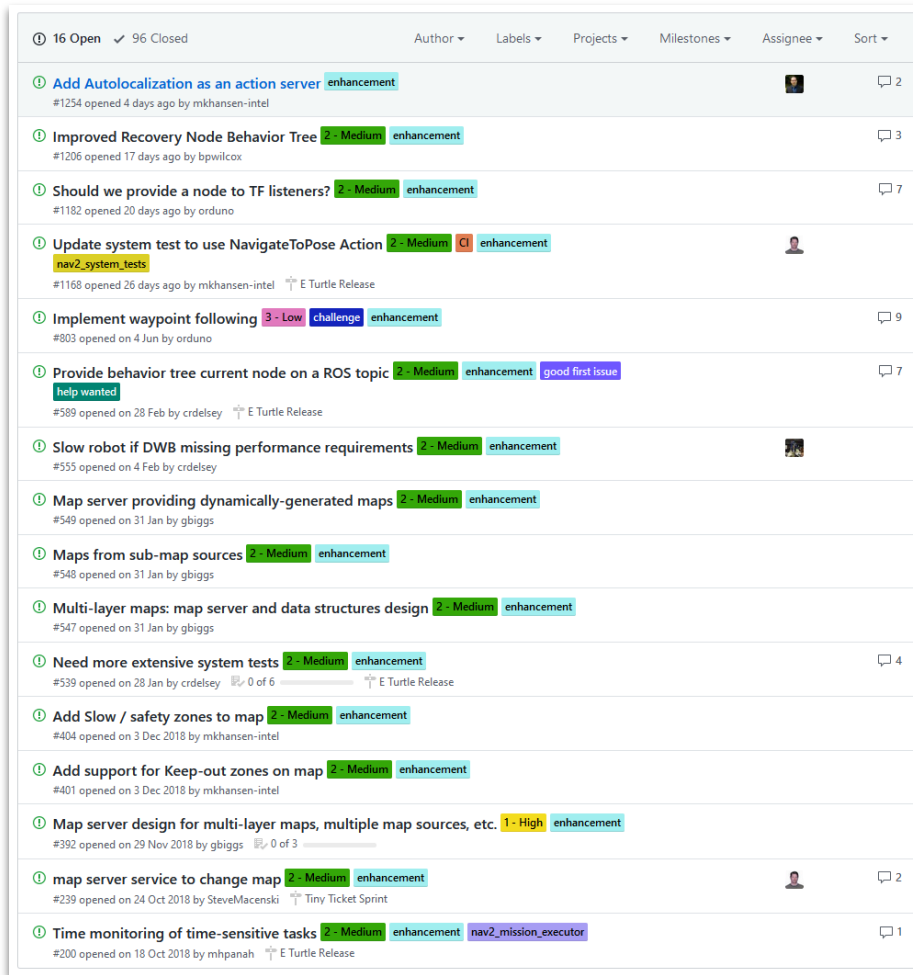 16 Open 96 Closed Author Labels Projects Milestones Assignee Sort
Add Autolocalization as an action server enhancement 2
#1254 opened 4 days ago by mkhansen-intel
Improved Recovery Node Behavior Tree 2 - Medium enhancement 3
#1206 opened 17 days ago by bpwilcox
Should we provide a node to TF listeners? 2 - Medium enhancement 7
#1182 opened 20 days ago by orduno
Update system test to use NavigateToPose Action 2 - Medium CI enhancement
nav2_system_tests
#1168 opened 26 days ago by mkhansen-intel E Turtle Release
Implement waypoint following 3 - Low challenge enhancement 9
#803 opened on 4 Jun by orduno
Provide behavior tree current node on a ROS topic 2 - Medium enhancement good first issue 7
help wanted
#589 opened on 28 Feb by crdelsey E Turtle Release
Slow robot if DWB missing performance requirements 2 - Medium enhancement
#555 opened on 4 Feb by crdelsey
Map server providing dynamically-generated maps 2 - Medium enhancement
#549 opened on 31 Jan by gbiggs
Maps from sub-map sources 2 - Medium enhancement
#548 opened on 31 Jan by gbiggs
Multi-layer maps: map server and data structures design 2 - Medium enhancement
#547 opened on 31 Jan by gbiggs
Need more extensive system tests 2 - Medium enhancement 4
#539 opened on 28 Jan by crdelsey 0 of 6 E Turtle Release
Add Slow / safety zones to map 2 - Medium enhancement
#404 opened on 3 Dec 2018 by mkhansen-intel
Add support for Keep-out zones on map 2 - Medium enhancement
#401 opened on 3 Dec 2018 by mkhansen-intel
Map server design for multi-layer maps, multiple map sources, etc. 1 - High enhancement
#392 opened on 29 Nov 2018 by gbiggs 0 of 3
map server service to change map 2 - Medium enhancement 2
#239 opened on 24 Oct 2018 by SteveMacenski Tiny Ticket Sprint
Time monitoring of time-sensitive tasks 2 - Medium enhancement nav2_mission_executor 1
#200 opened on 18 Oct 2018 by mhpanah E Turtle Release